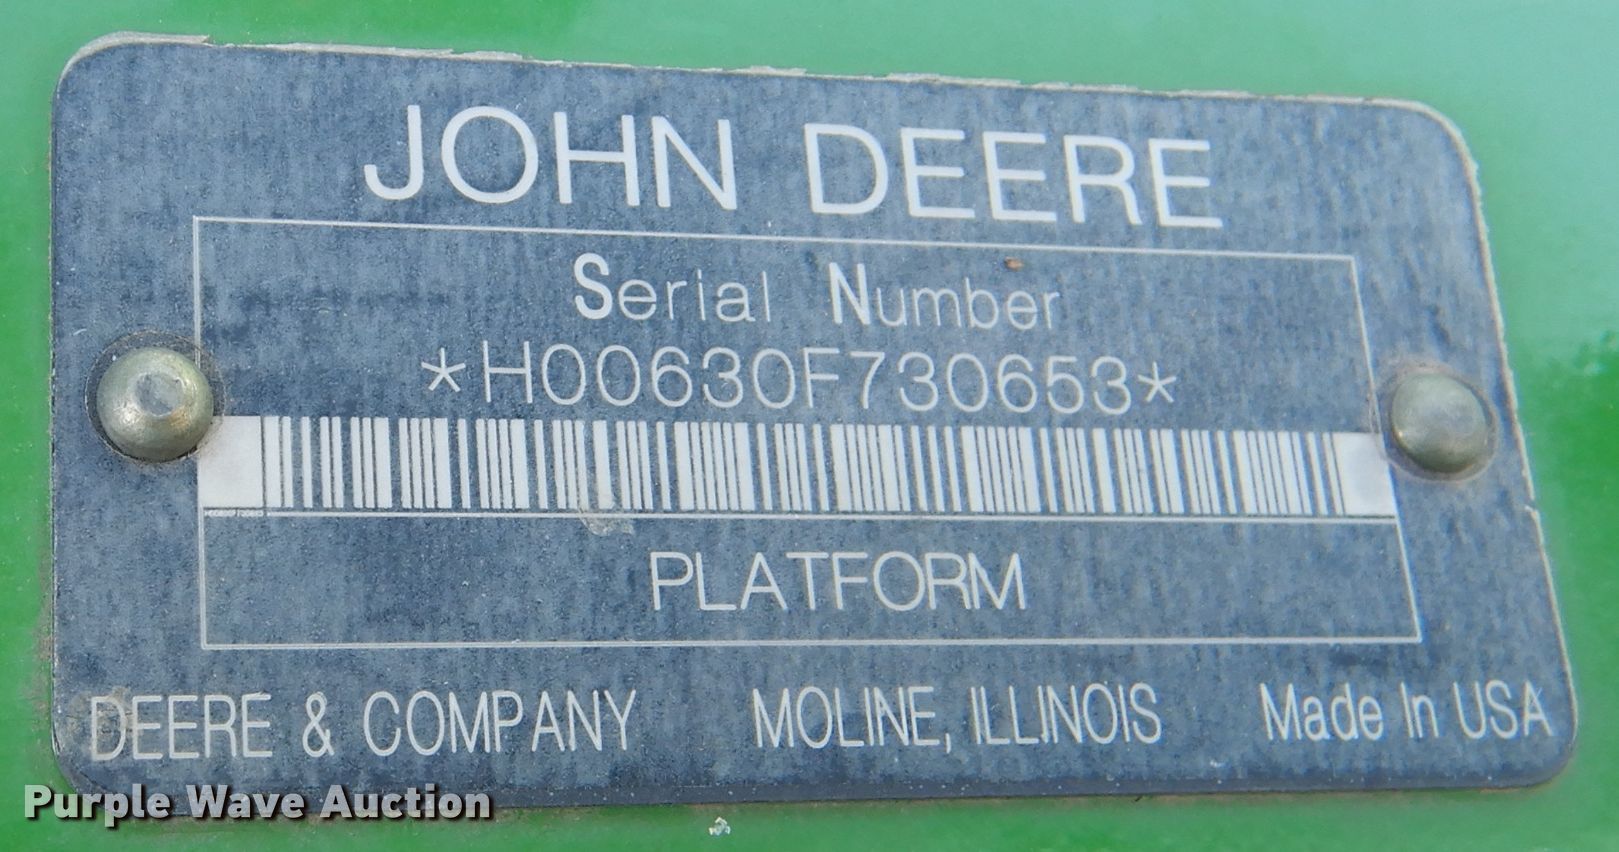 JOHN DEERE
Serial Number
*H00630F730653*
PLATFORM
DEERE & COMPANY MOLINE, ILLINOIS Made In USA
Purple Wave Auction